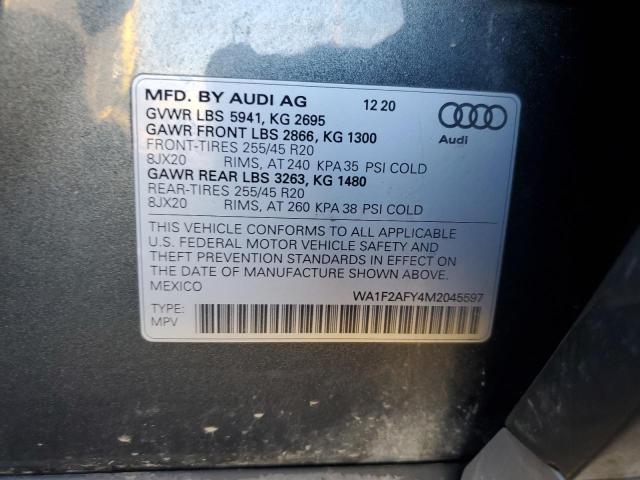 MFD. BY AUDI AG 12 20
GVWR LBS 5941, KG 2695
GAWR FRONT LBS 2866, KG 1300
FRONT-TIRES 255/45 R20
8JX20 RIMS, AT 240 KPA 35 PSI COLD
GAWR REAR LBS 3263, KG 1480
REAR-TIRES 255/45 R20
8JX20 RIMS, AT 260 KPA 38 PSI COLD
Audi
THIS VEHICLE CONFORMS TO ALL APPLICABLE
U.S. FEDERAL MOTOR VEHICLE SAFETY AND
THEFT PREVENTION STANDARDS IN EFFECT ON
THE DATE OF MANUFACTURE SHOWN ABOVE.
MEXICO
WA1F2AFY4M2045597
TYPE:
MPV